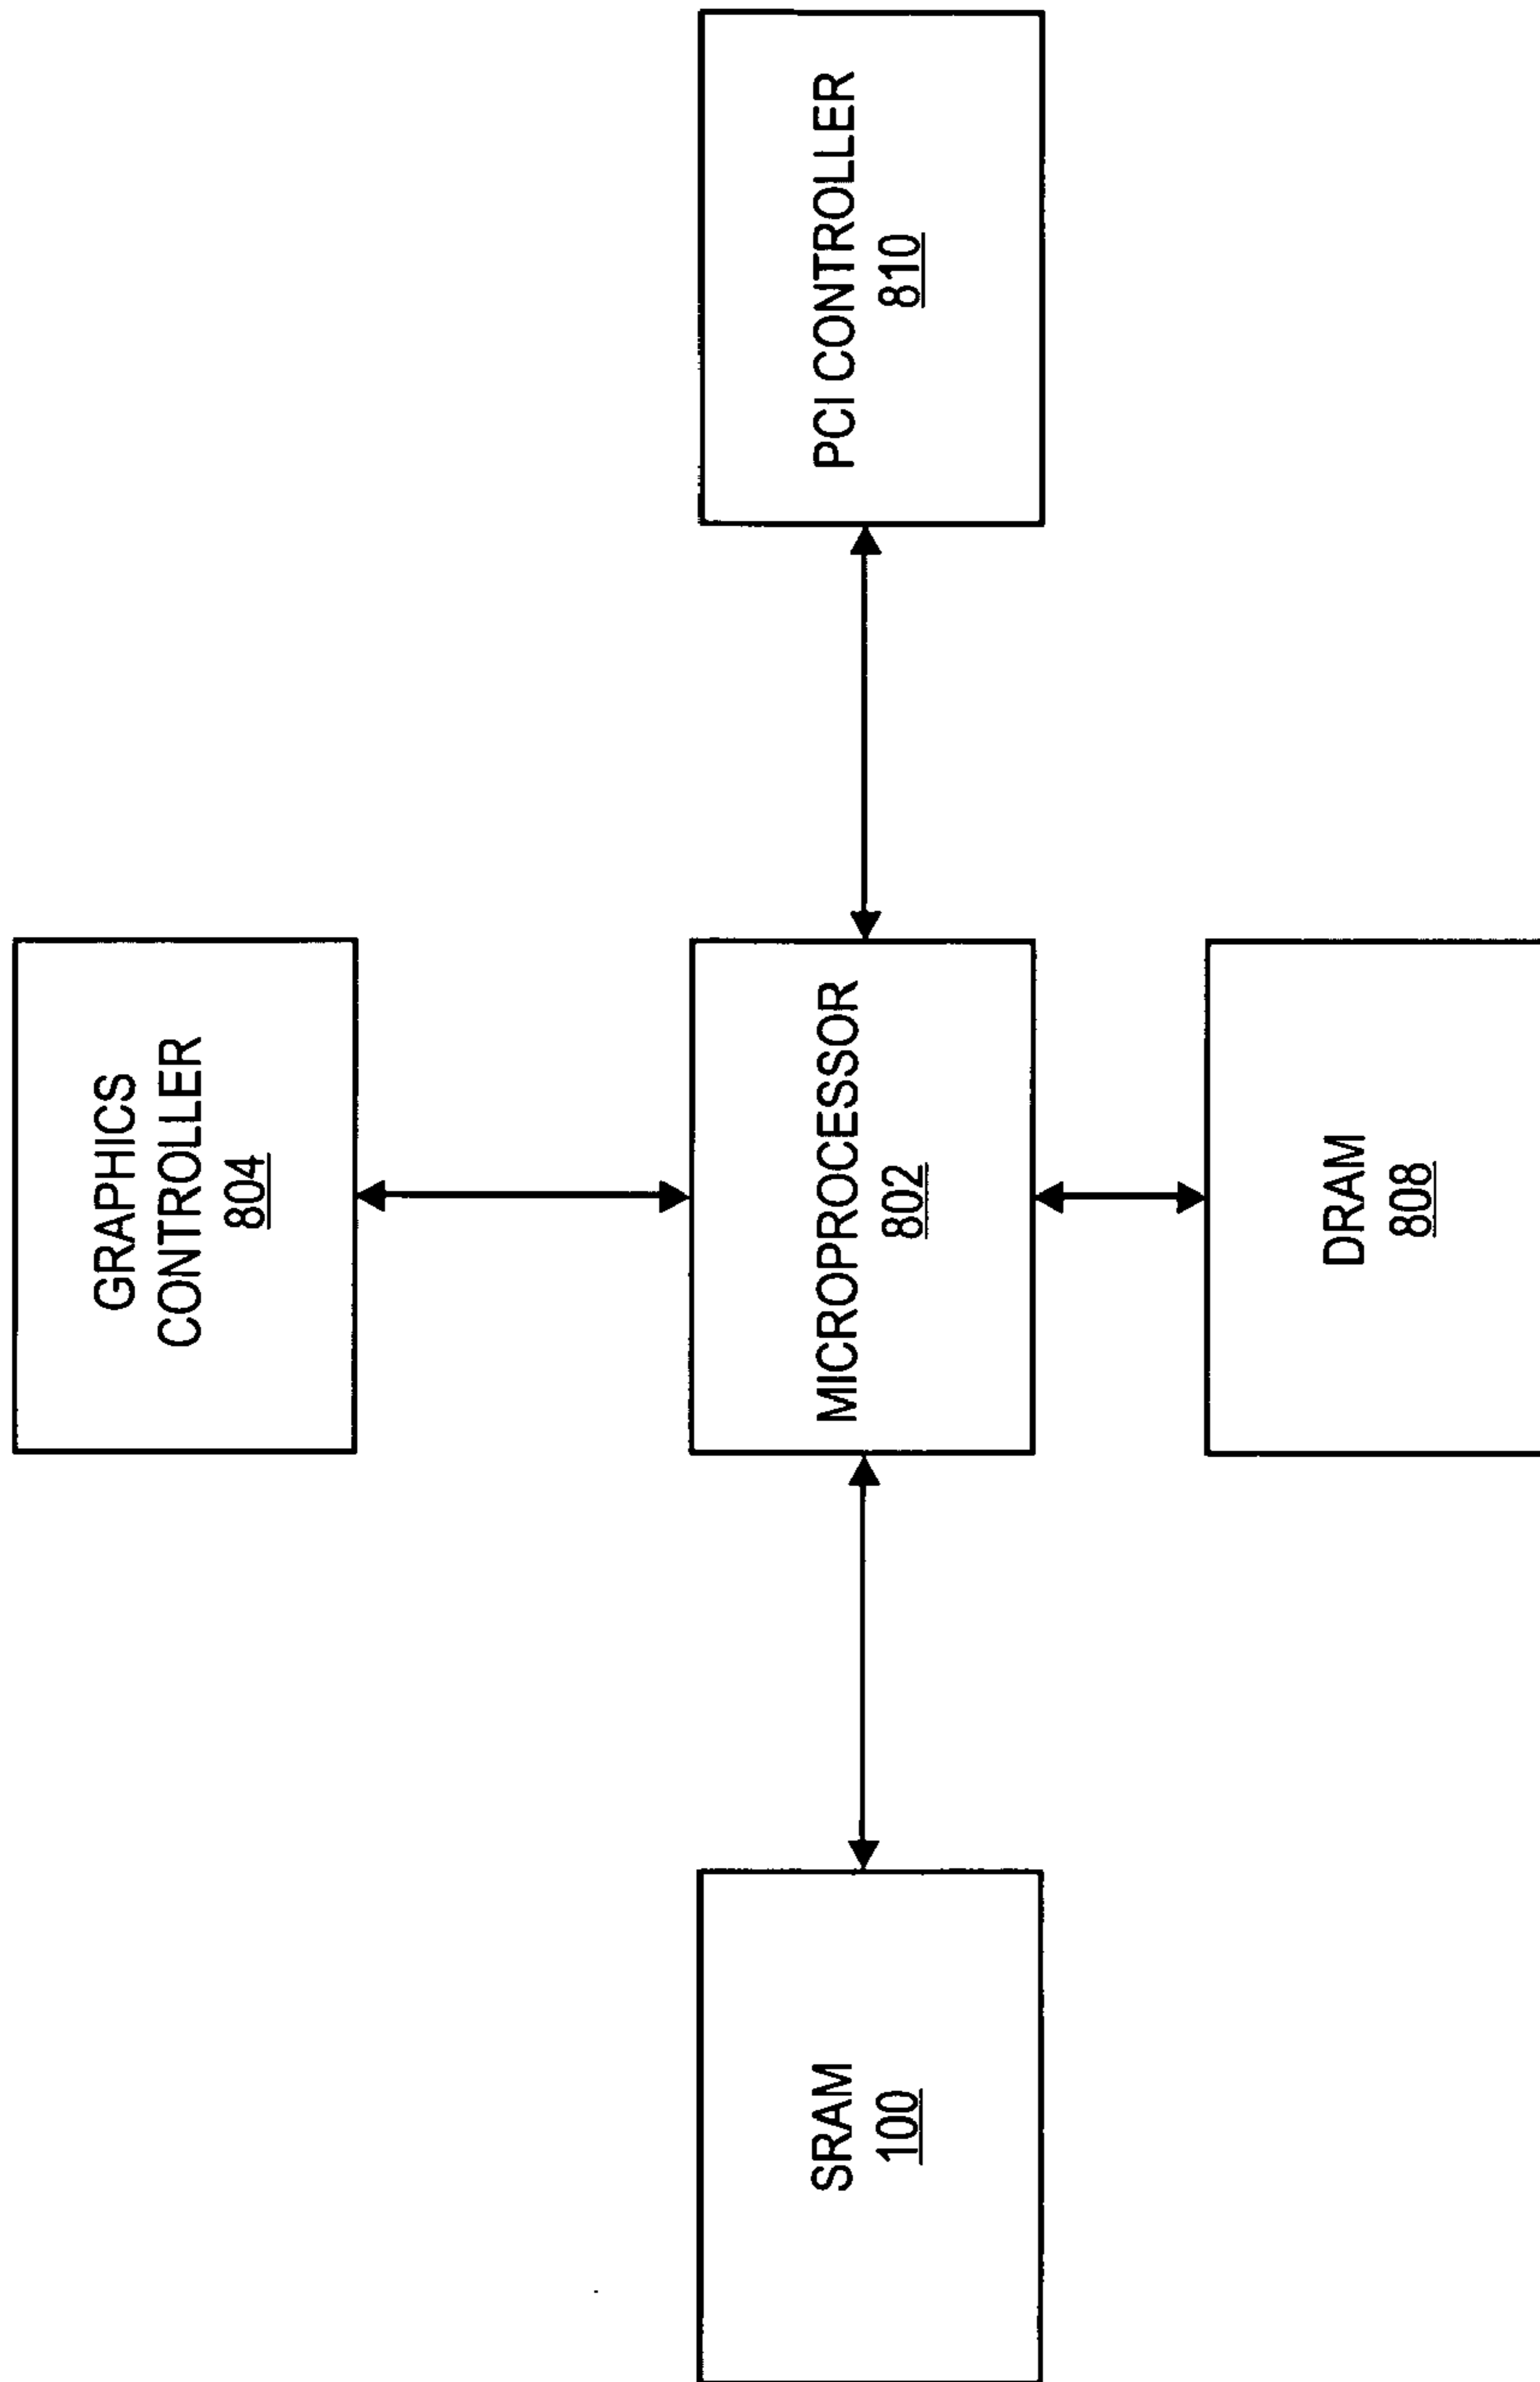 GRAPHICS
CONTROLLER
804
SRAM
100
MICROPROCESSOR
802
PCI CONTROLLER
810
DRAM
808